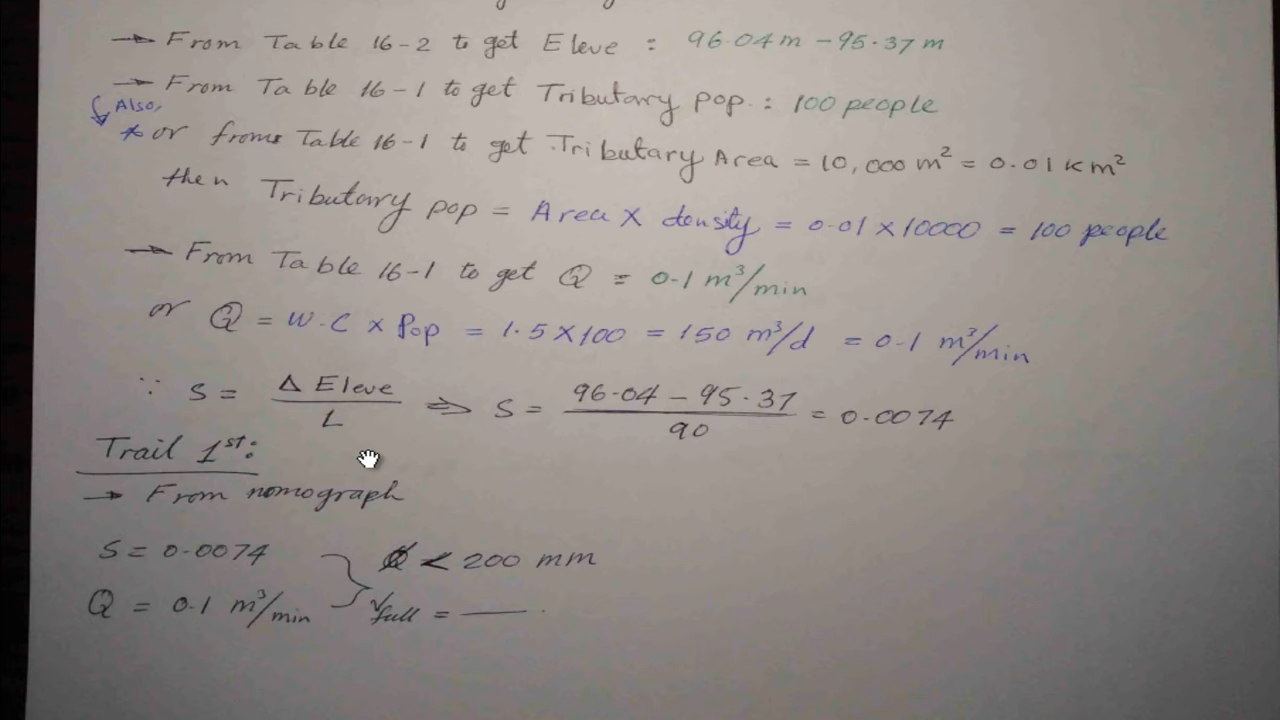 → From Table 16-2 to get Eleve : 96.04m - 95.37m
→ From Table 16-1 to get Tributary pop. : 100 people
Also,
* or froms Table 16-1 to get Tributary Area = 10,000 m² = 0.01 km²
then Tributary pop = Area X density = 0.01 X 10000 = 100 people
→ From Table 16-1 to get Q = 0.1 m³/min
or Q = W.C x Pop = 1.5 X 100 = 150 m³/d = 0.1 m³/min
∵ S = Δ Eleve / L ⇒ S = 96.04 - 95.37 / 90 = 0.0074
Trail 1st:
→ From nomograph
S = 0.0074 } Ø < 200 mm
Q = 0.1 m³/min } Vfull = —